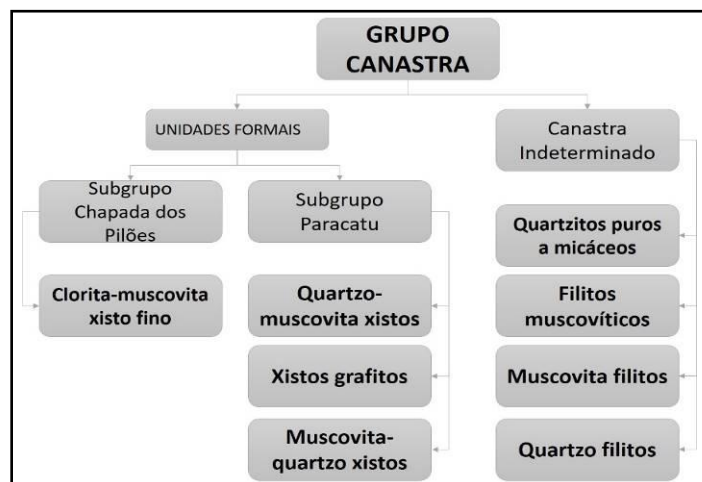 GRUPO
CANASTRA
UNIDADES FORMAIS
Canastra
Indeterminado
Subgrupo
Chapada dos
Pilões
Subgrupo
Paracatu
Clorita-muscovita
xisto fino
Quartzo-
muscovita xistos
Xistos grafitos
Muscovita-
quartzo xistos
Quartzitos puros
a micáceos
Filitos
muscovíticos
Muscovita filitos
Quartzo filitos